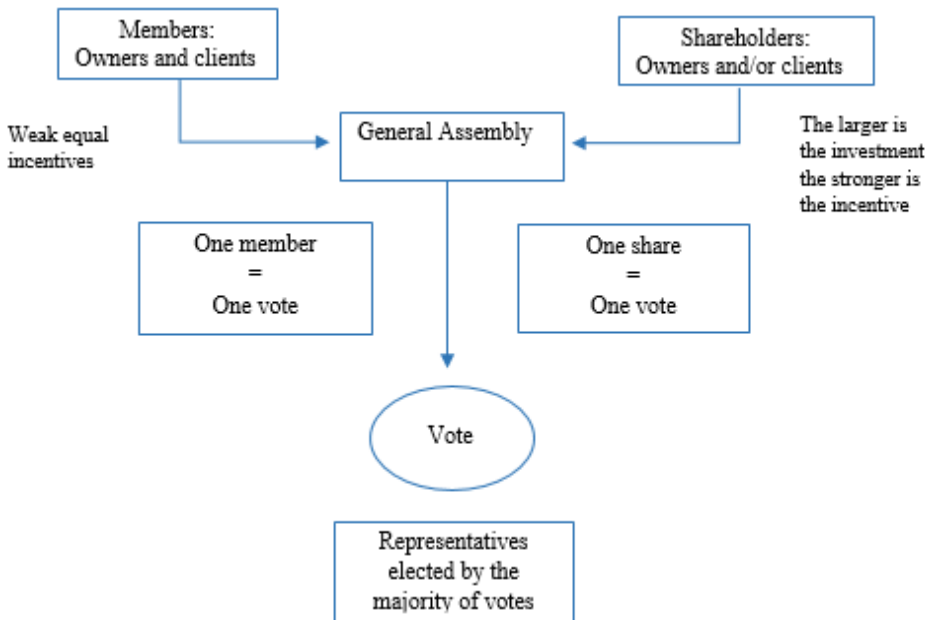 Members:
Owners and clients
Shareholders:
Owners and/or clients
Weak equal
incentives
General Assembly
The larger is
the investment
the stronger is
the incentive
One member
=
One vote
One share
=
One vote
Vote
Representatives
elected by the
majority of votes